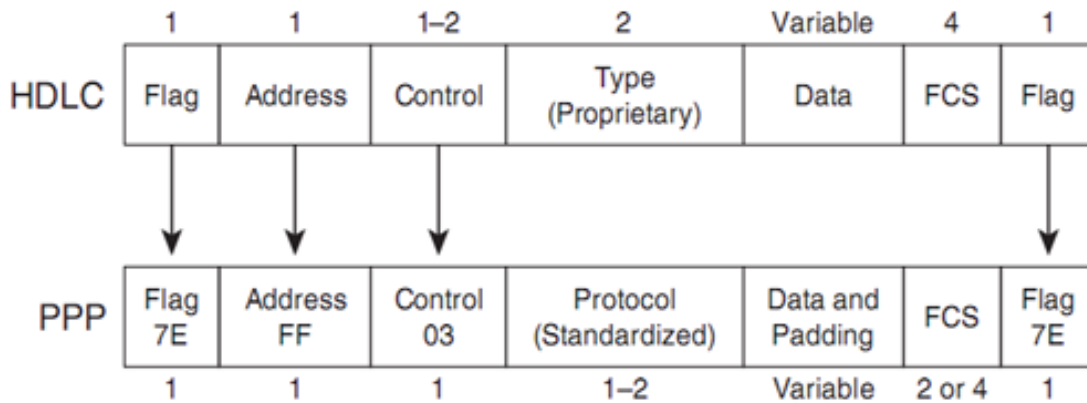 1 1 1–2 2 Variable 4 1
HDLC Flag Address Control Type (Proprietary) Data FCS Flag
PPP Flag 7E Address FF Control 03 Protocol (Standardized) Data and Padding FCS Flag 7E
1 1 1 1–2 Variable 2 or 4 1